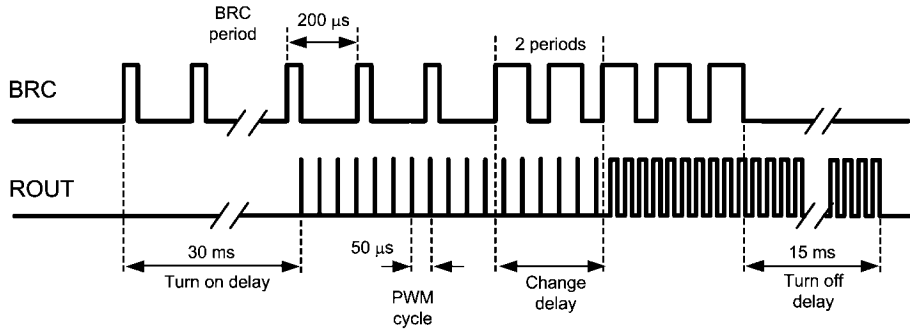 BRC
period
200 µs
2 periods
BRC
ROUT
30 ms
Turn on delay
50 µs
PWM
cycle
Change
delay
15 ms
Turn off
delay